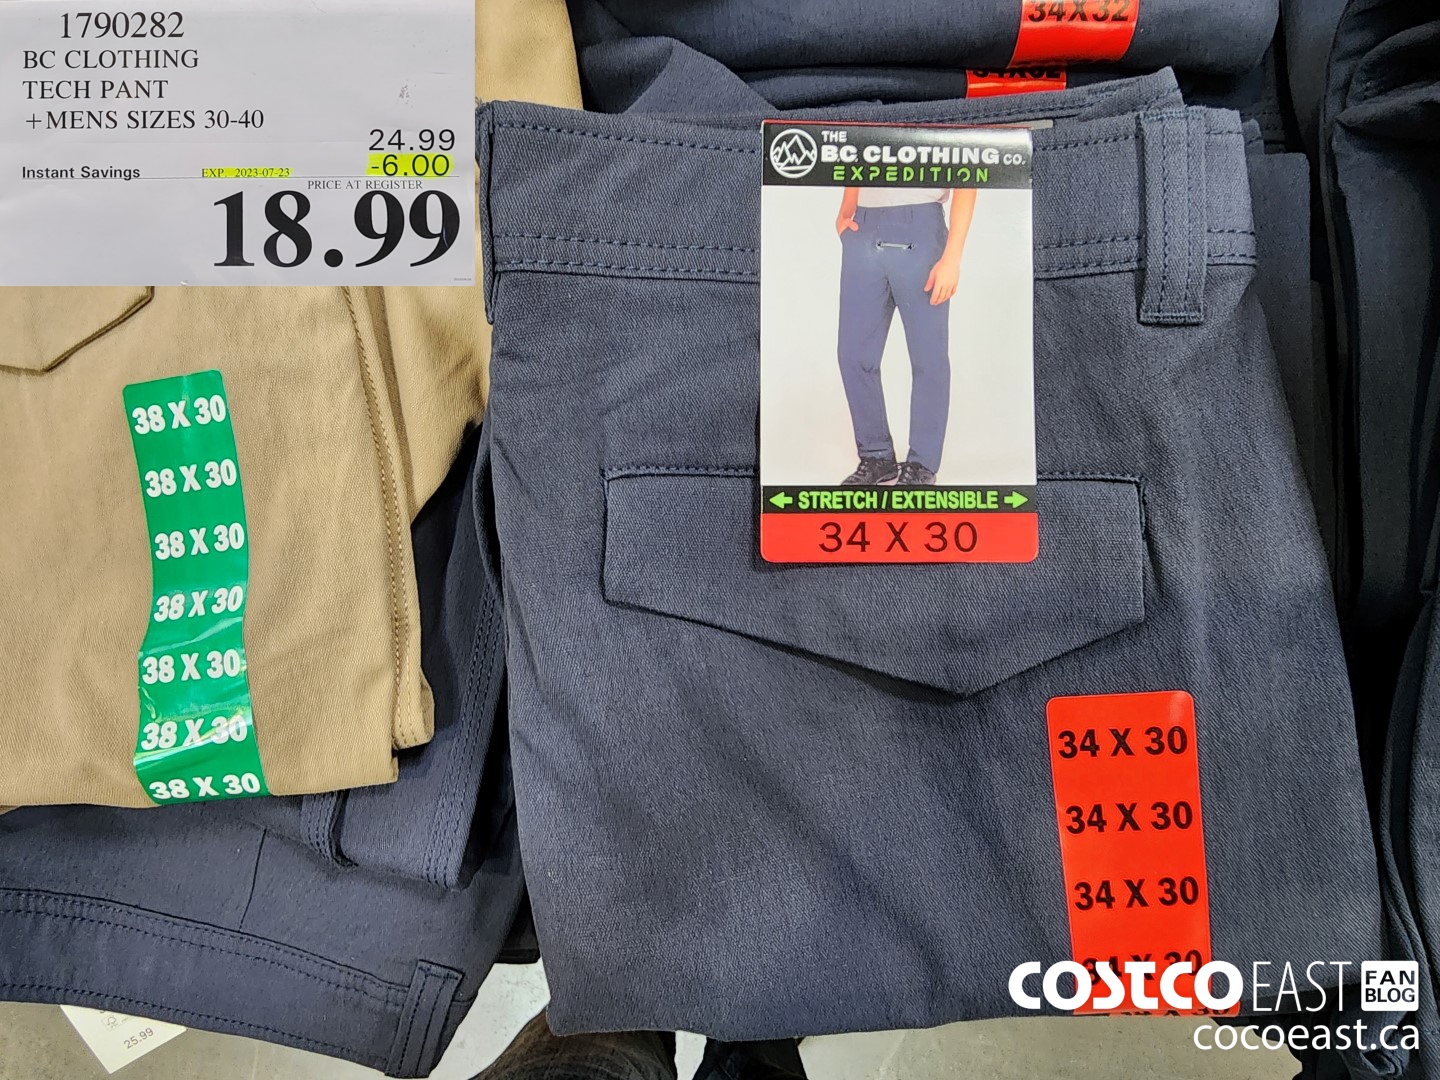 1790282
BC CLOTHING
TECH PANT
+MENS SIZES 30-40
24.99
Instant Savings EXP. 2023-07-23 -6.00
PRICE AT REGISTER
18.99
34X32
34X32
THE
B.C. CLOTHING CO.
EXPEDITION
STRETCH / EXTENSIBLE
34 X 30
38 X 30
38 X 30
38 X 30
38 X 30
38 X 30
38 X 30
38 X 30
34 X 30
34 X 30
34 X 30
34 X 30
25.99
COSTCO EAST FAN BLOG
cocoeast.ca